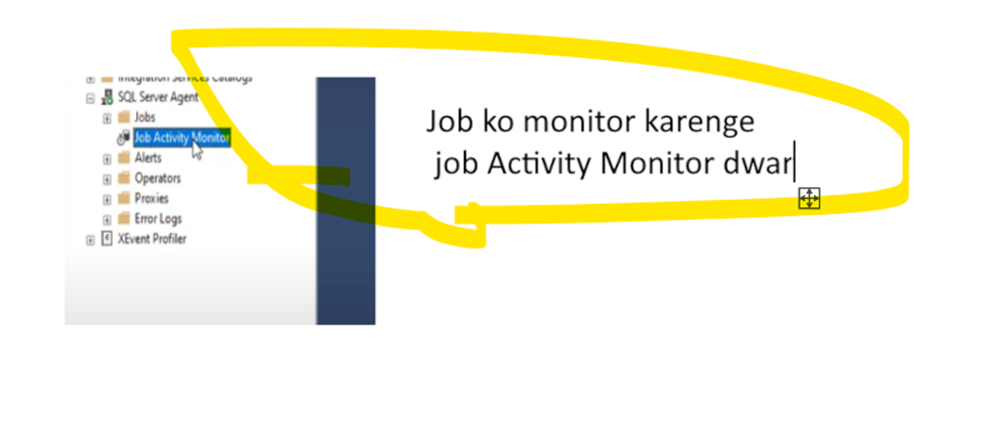 Integration Services Catalogs
SQL Server Agent
Jobs
Job Activity Monitor
Alerts
Operators
Proxies
Error Logs
XEvent Profiler
Job ko monitor karenge
job Activity Monitor dwar